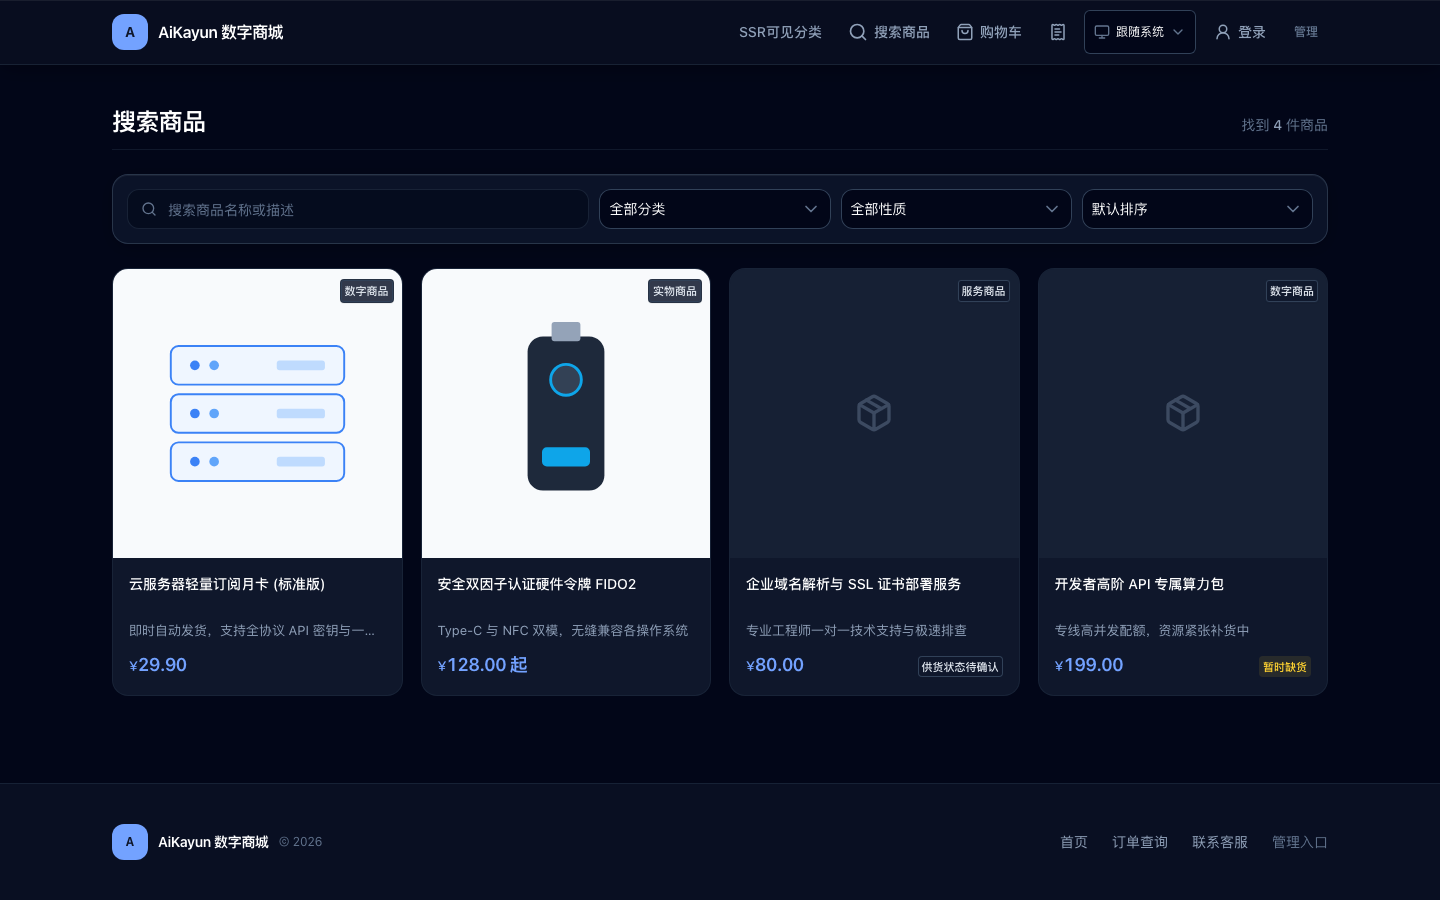 A AiKayun 数字商城 SSR可见分类 搜索商品 购物车 跟随系统 登录 管理
搜索商品 找到 4 件商品
搜索商品名称或描述 全部分类 全部性质 默认排序
数字商品 实物商品 服务商品 数字商品
云服务器轻量订阅月卡 (标准版) 安全双因子认证硬件令牌 FIDO2 企业域名解析与 SSL 证书部署服务 开发者高阶 API 专属算力包
即时自动发货，支持全协议 API 密钥与一... Type-C 与 NFC 双模，无缝兼容各操作系统 专业工程师一对一技术支持与极速排查 专线高并发配额，资源紧张补货中
¥29.90 ¥128.00 起 ¥80.00 供货状态待确认 ¥199.00 暂时缺货
A AiKayun 数字商城 © 2026 首页 订单查询 联系客服 管理入口